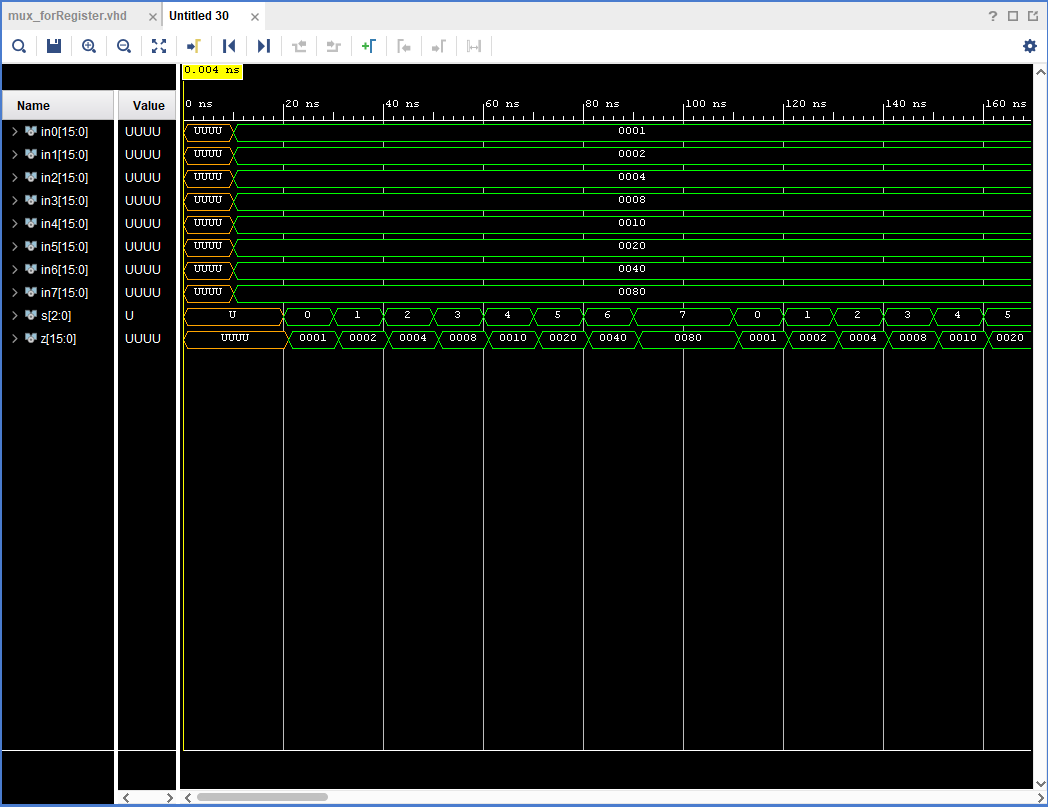 mux_forRegister.vhd × Untitled 30 ×
?
0.004 ns
Name Value
0 ns 20 ns 40 ns 60 ns 80 ns 100 ns 120 ns 140 ns 160 ns
in0[15:0] UUUU UUUU 0001
in1[15:0] UUUU UUUU 0002
in2[15:0] UUUU UUUU 0004
in3[15:0] UUUU UUUU 0008
in4[15:0] UUUU UUUU 0010
in5[15:0] UUUU UUUU 0020
in6[15:0] UUUU UUUU 0040
in7[15:0] UUUU UUUU 0080
s[2:0] U U 0 1 2 3 4 5 6 7 0 1 2 3 4 5
z[15:0] UUUU UUUU 0001 0002 0004 0008 0010 0020 0040 0080 0001 0002 0004 0008 0010 0020